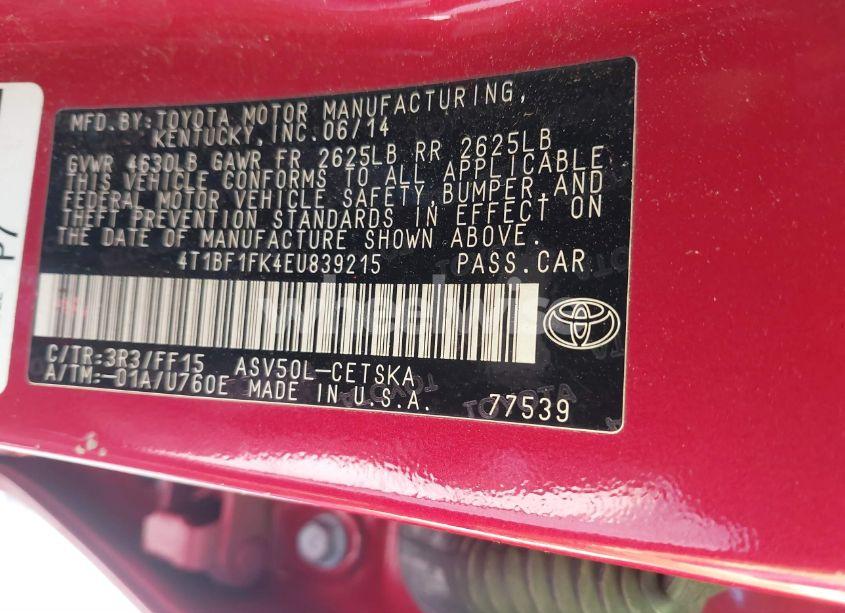 MFD.BY:TOYOTA MOTOR MANUFACTURING,
KENTUCKY,INC.06/14
GVWR 4630LB GAWR FR 2625LB RR 2625LB
THIS VEHICLE CONFORMS TO ALL APPLICABLE
FEDERAL MOTOR VEHICLE SAFETY,BUMPER,AND
THEFT PREVENTION STANDARDS IN EFFECT ON
THE DATE OF MANUFACTURE SHOWN ABOVE.
4T1BF1FK4EU839215 PASS.CAR
wheelwise
C/TR:3R3/FF15 ASV50L-CETSKA
A/TM:-01A/U760E MADE IN U.S.A. 77539
P7